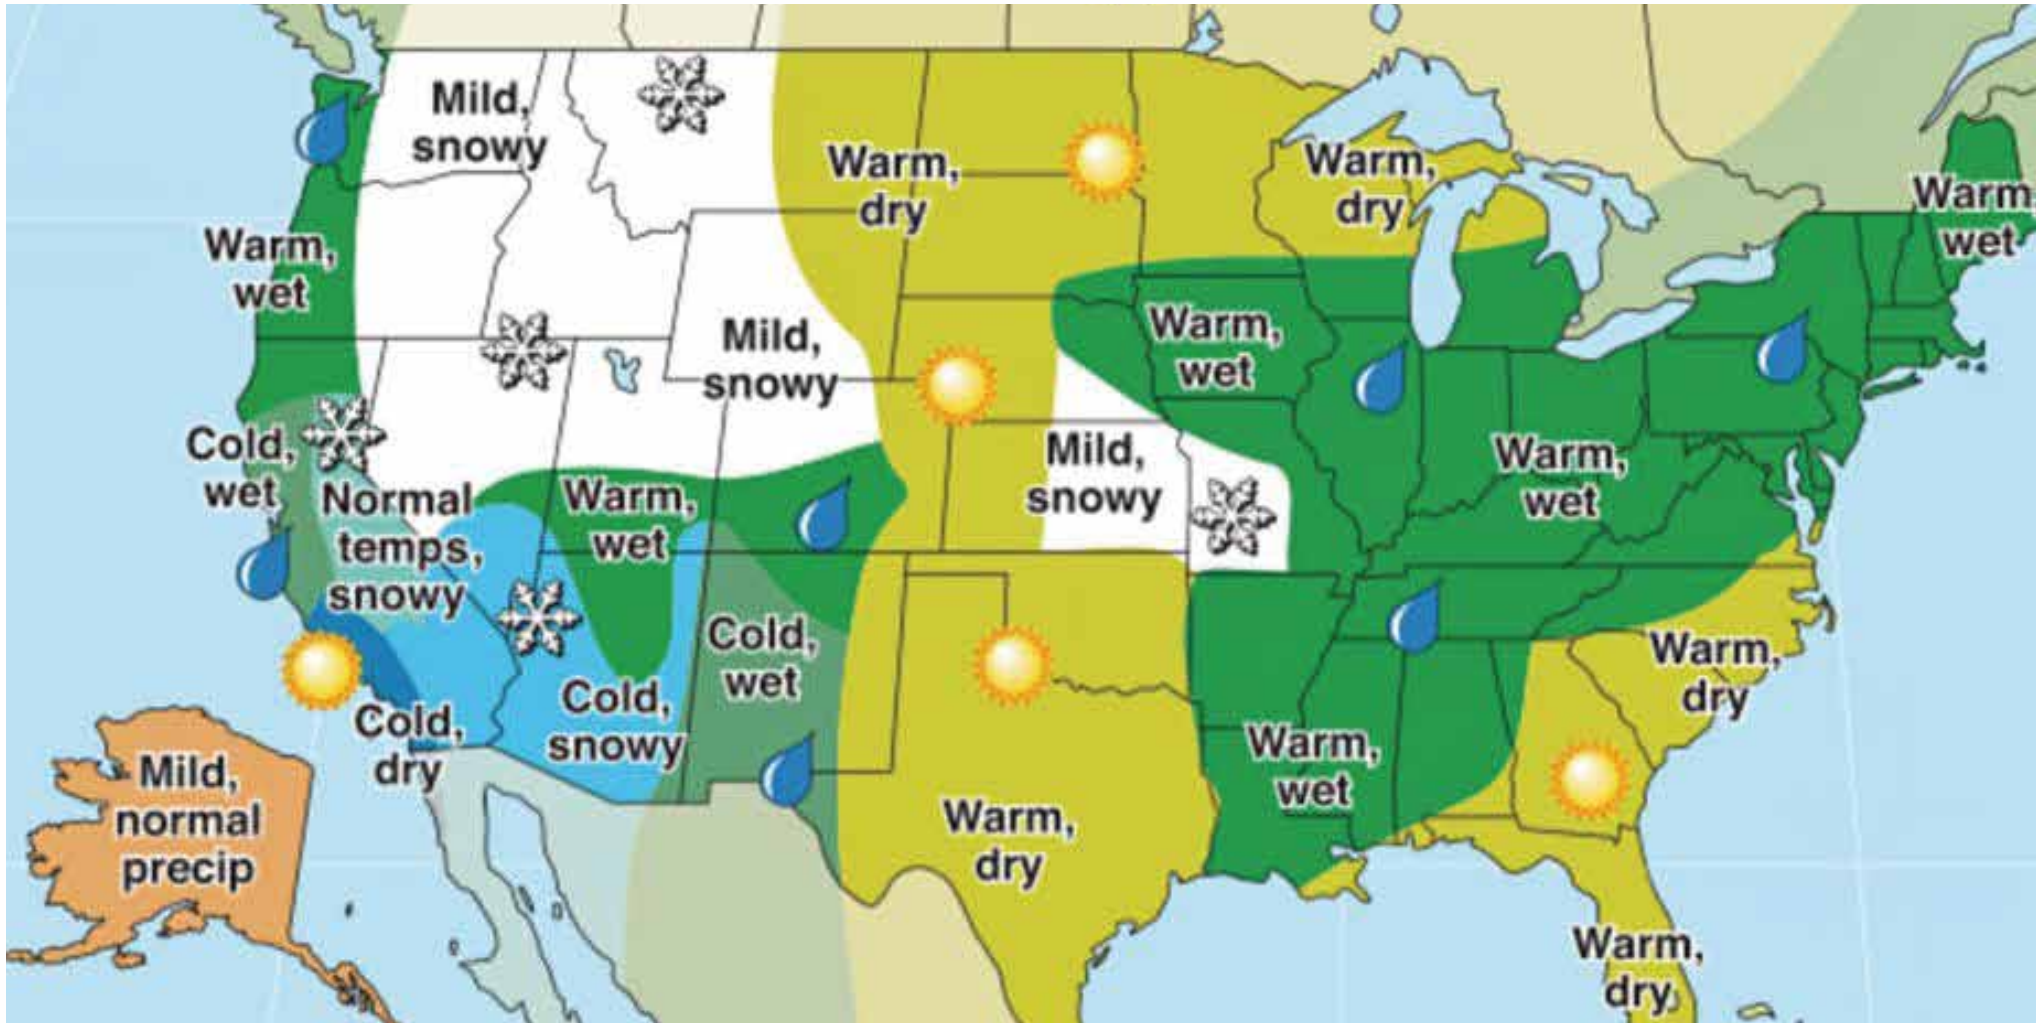 Mild,
snowy
Warm,
dry
Warm,
dry
Warm,
wet
Warm,
wet
Mild,
snowy
Warm,
wet
Cold,
wet
Normal
temps,
snowy
Warm,
wet
Mild,
snowy
Warm,
wet
Cold,
wet
Cold,
snowy
Cold,
dry
Warm,
dry
Warm,
wet
Mild,
normal
precip
Warm,
dry
Warm,
dry